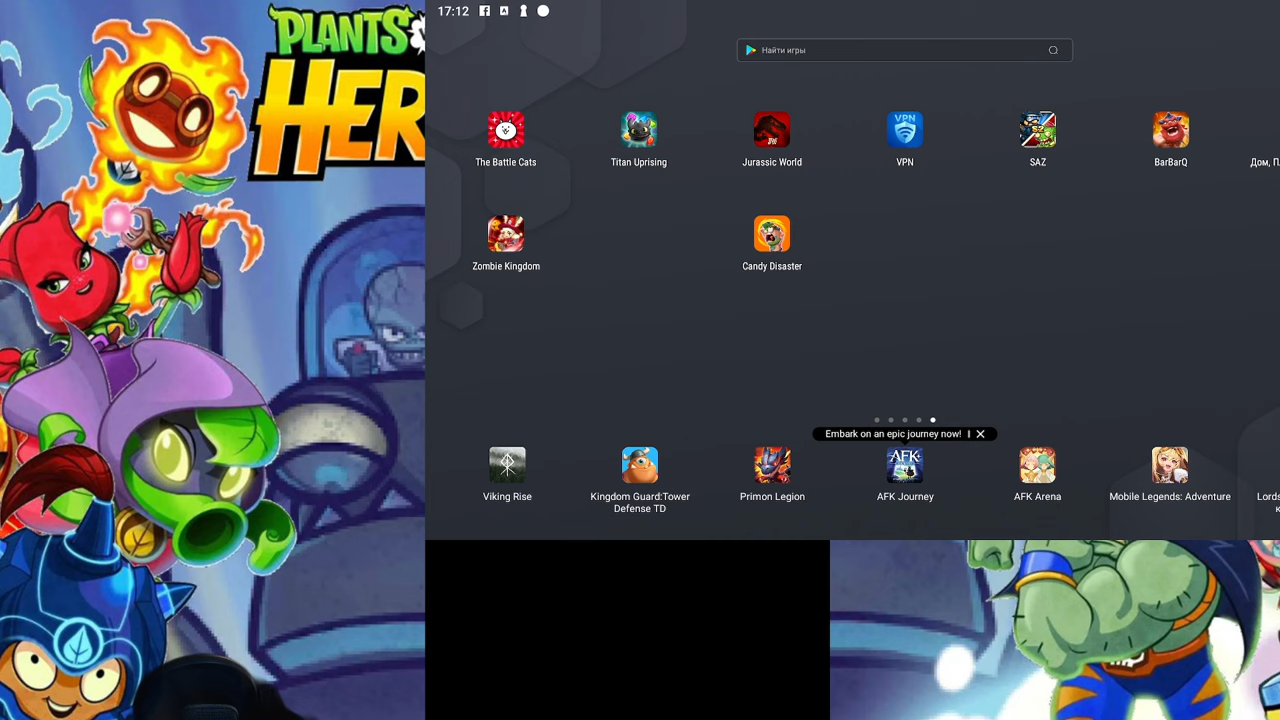 PLANTS
HER
17:12
Найти игры
VPN
The Battle Cats
Titan Uprising
Jurassic World
VPN
SAZ
BarBarQ
Дом, П
Zombie Kingdom
Candy Disaster
Embark on an epic journey now!
AFK
Viking Rise
Kingdom Guard:Tower
Defense TD
Primon Legion
AFK Journey
AFK Arena
Mobile Legends: Adventure
Lords
к